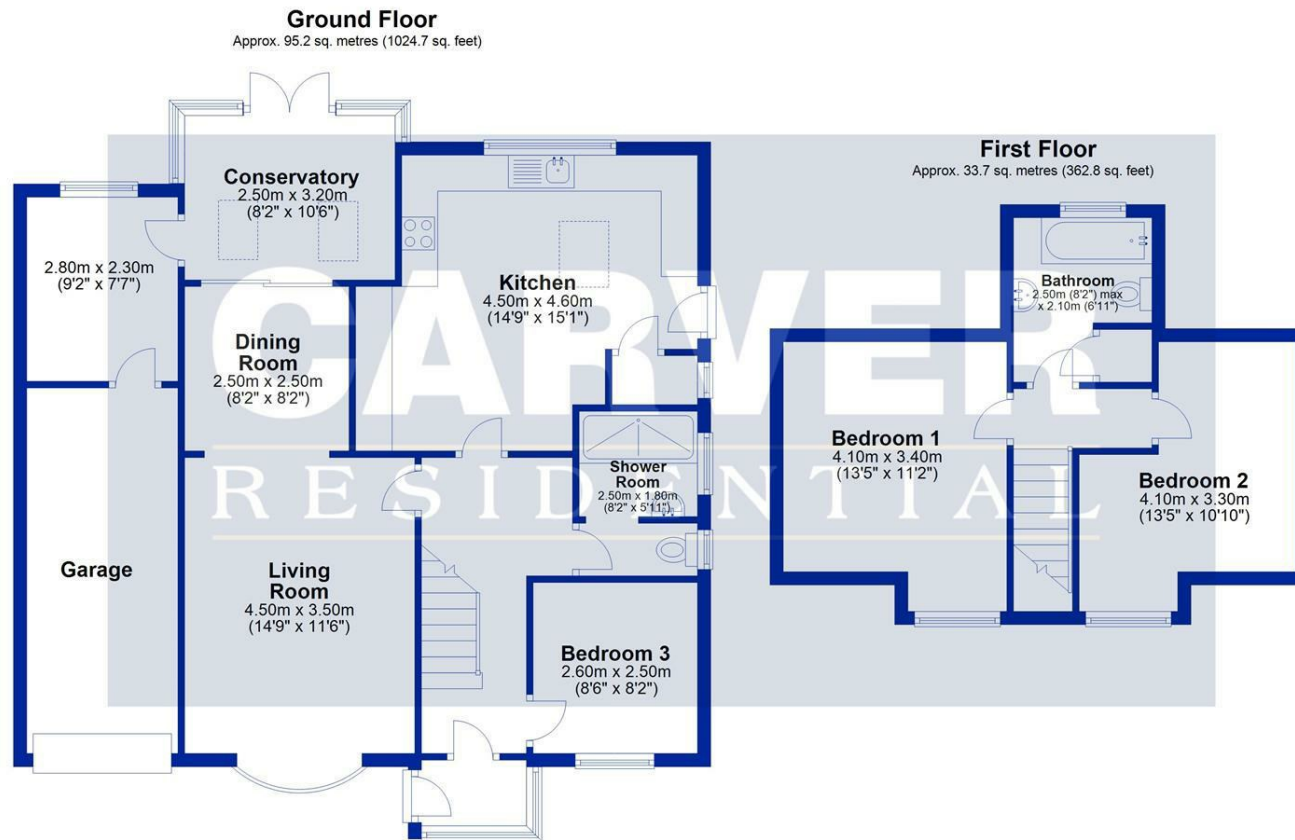 Ground Floor
Approx. 95.2 sq. metres (1024.7 sq. feet)
Conservatory
2.50m x 3.20m
(8'2" x 10'6")
2.80m x 2.30m
(9'2" x 7'7")
Kitchen
4.50m x 4.60m
(14'9" x 15'1")
Dining
Room
2.50m x 2.50m
(8'2" x 8'2")
Shower
Room
2.50m x 1.80m
(8'2" x 5'11")
Garage
Living
Room
4.50m x 3.50m
(14'9" x 11'6")
Bedroom 3
2.60m x 2.50m
(8'6" x 8'2")
First Floor
Approx. 33.7 sq. metres (362.8 sq. feet)
Bathroom
2.50m (8'2") max
x 2.10m (6'11")
Bedroom 1
4.10m x 3.40m
(13'5" x 11'2")
Bedroom 2
4.10m x 3.30m
(13'5" x 10'10")
CARVER
RESIDENTIAL